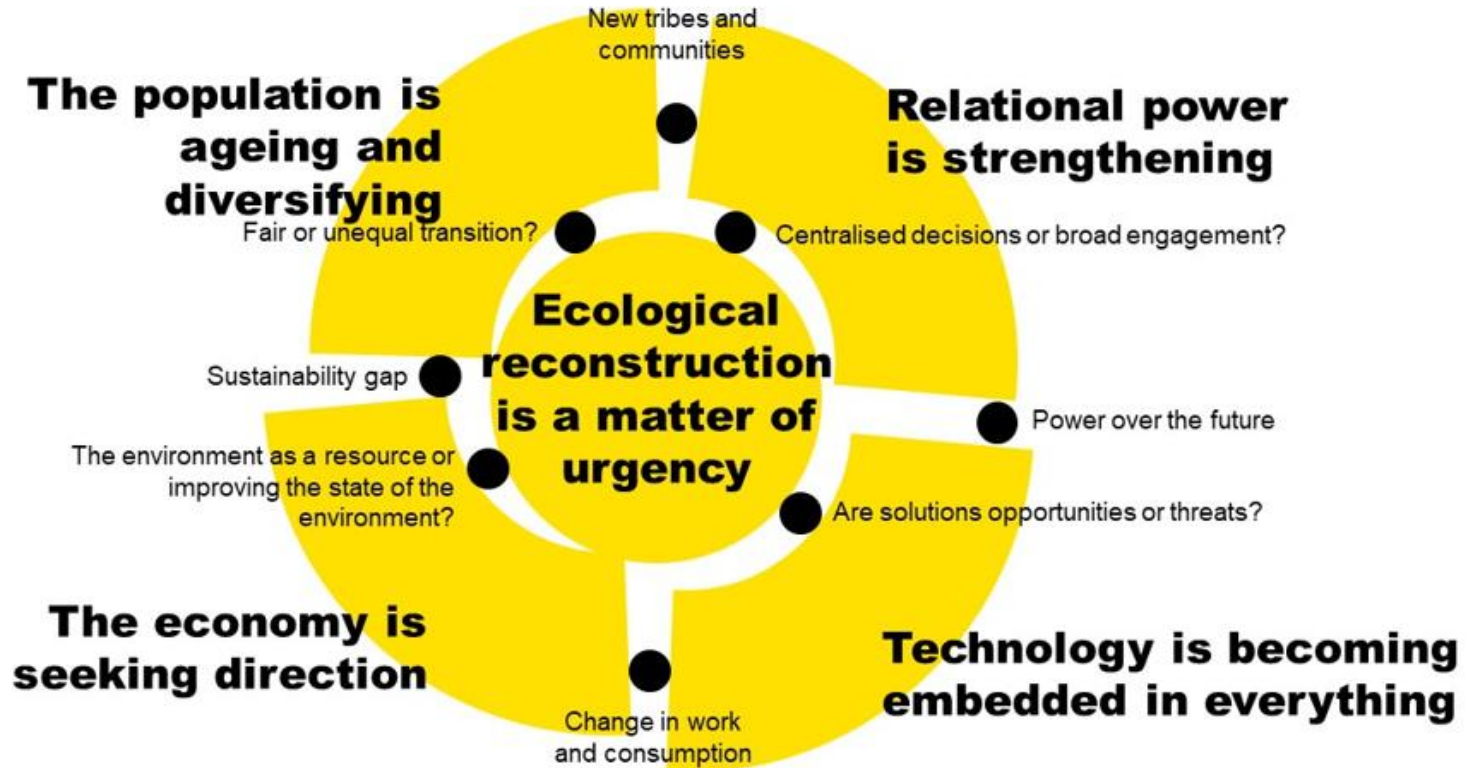 New tribes and
communities
The population is
ageing and
diversifying
Relational power
is strengthening
Fair or unequal transition?
Centralised decisions or broad engagement?
Ecological
reconstruction
is a matter of
urgency
Sustainability gap
Power over the future
The environment as a resource or
improving the state of the
environment?
Are solutions opportunities or threats?
The economy is
seeking direction
Technology is becoming
embedded in everything
Change in work
and consumption